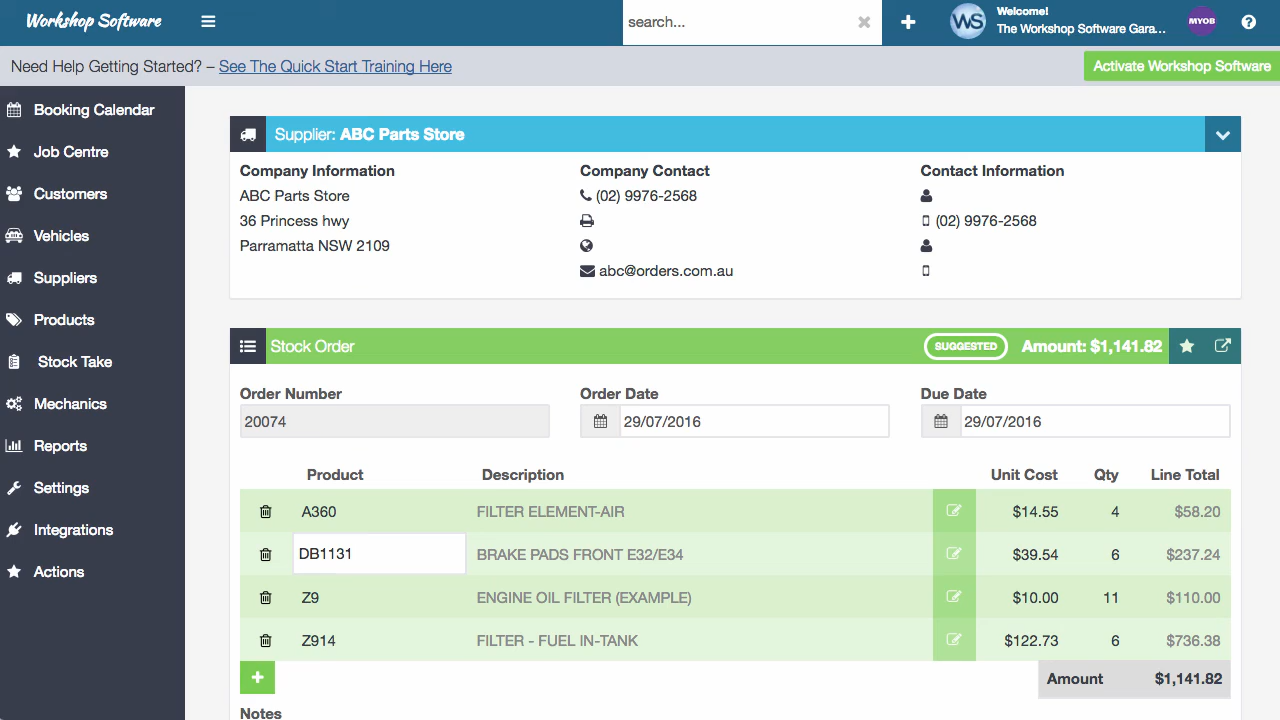 Workshop Software
search...
Welcome!
The Workshop Software Gara...
MYOB
Need Help Getting Started? – See The Quick Start Training Here
Activate Workshop Software
Booking Calendar
Job Centre
Customers
Vehicles
Suppliers
Products
Stock Take
Mechanics
Reports
Settings
Integrations
Actions
Supplier: ABC Parts Store
Company Information
ABC Parts Store
36 Princess hwy
Parramatta NSW 2109
Company Contact
(02) 9976-2568
abc@orders.com.au
Contact Information
(02) 9976-2568
Stock Order
SUGGESTED
Amount: $1,141.82
Order Number
20074
Order Date
29/07/2016
Due Date
29/07/2016
Product Description Unit Cost Qty Line Total
A360 FILTER ELEMENT-AIR $14.55 4 $58.20
DB1131 BRAKE PADS FRONT E32/E34 $39.54 6 $237.24
Z9 ENGINE OIL FILTER (EXAMPLE) $10.00 11 $110.00
Z914 FILTER - FUEL IN-TANK $122.73 6 $736.38
Amount $1,141.82
Notes